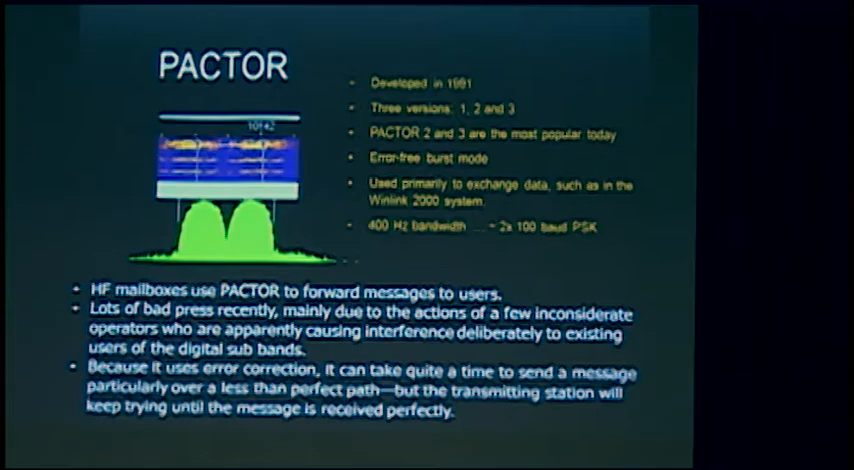 PACTOR
- Developed in 1991
- Three versions: 1, 2 and 3
- PACTOR 2 and 3 are the most popular today
- Error-free burst mode
- Used primarily to exchange data, such as in the
Winlink 2000 system.
- 400 Hz bandwidth ... ~ 2x 100 baud PSK
- HF mailboxes use PACTOR to forward messages to users.
- Lots of bad press recently, mainly due to the actions of a few inconsiderate
operators who are apparently causing interference deliberately to existing
users of the digital sub bands.
- Because it uses error correction, it can take quite a time to send a message
particularly over a less than perfect path—but the transmitting station will
keep trying until the message is received perfectly.